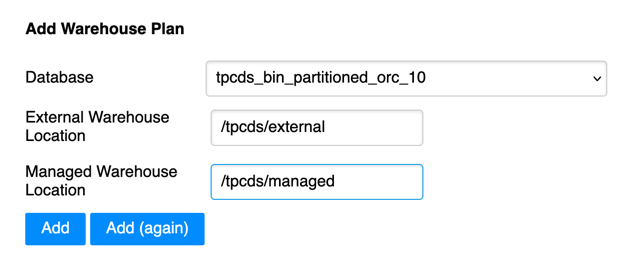 Add Warehouse Plan
Database
tpcds_bin_partitioned_orc_10
External Warehouse
Location
/tpcds/external
Managed Warehouse
Location
/tpcds/managed
Add
Add (again)